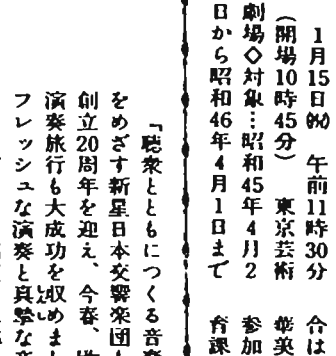 1月15日㈷　午前11時30分
（開場10時45分）　東京芸術
劇場◇対象…昭和45年4月2
日から昭和46年4月1日まで
合は
華美
参加
育課
「聴衆とともにつくる音楽
をめざす新星日本交響楽団
創立20周年を迎え、今春、
演奏旅行も大成功を収めまし
フレッシュな演奏と真摯な